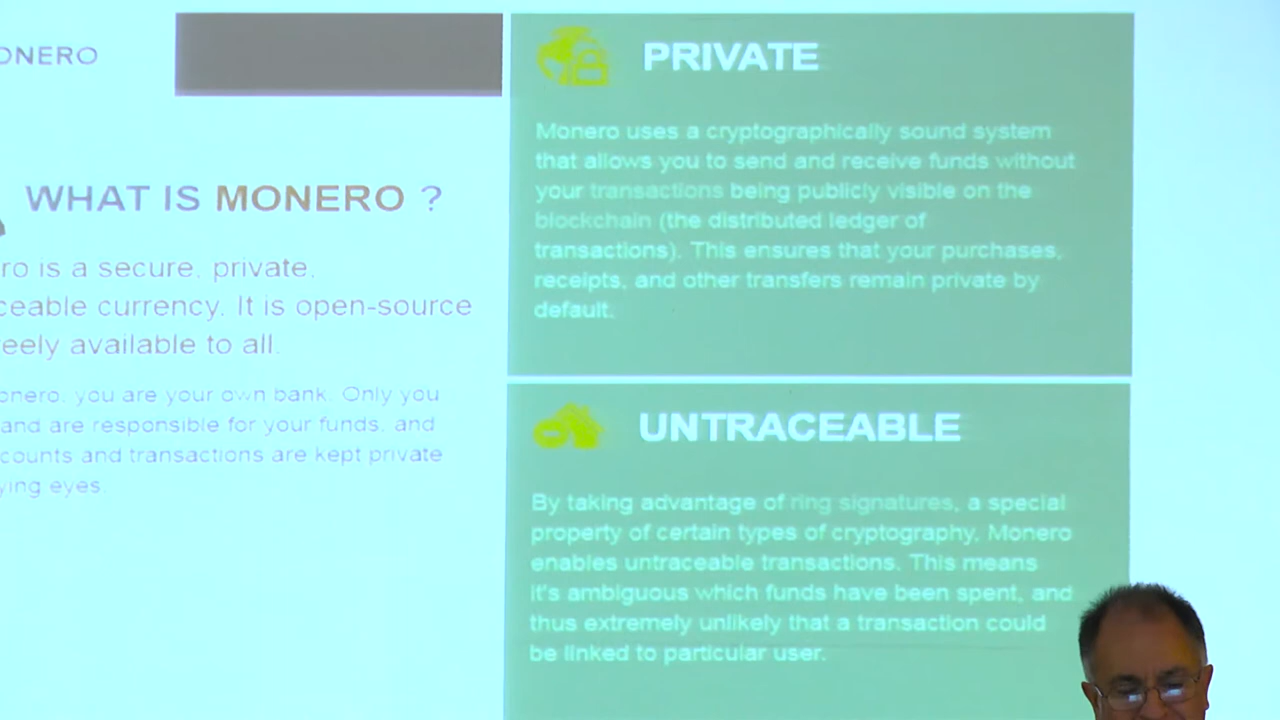 ONERO
WHAT IS MONERO ?
ro is a secure, private,
ceable currency. It is open-source
eely available to all.
onero, you are your own bank. Only you
and are responsible for your funds, and
counts and transactions are kept private
ying eyes.
PRIVATE
Monero uses a cryptographically sound system
that allows you to send and receive funds without
your transactions being publicly visible on the
blockchain (the distributed ledger of
transactions). This ensures that your purchases,
receipts, and other transfers remain private by
default.
UNTRACEABLE
By taking advantage of ring signatures, a special
property of certain types of cryptography, Monero
enables untraceable transactions. This means
it's ambiguous which funds have been spent, and
thus extremely unlikely that a transaction could
be linked to particular user.